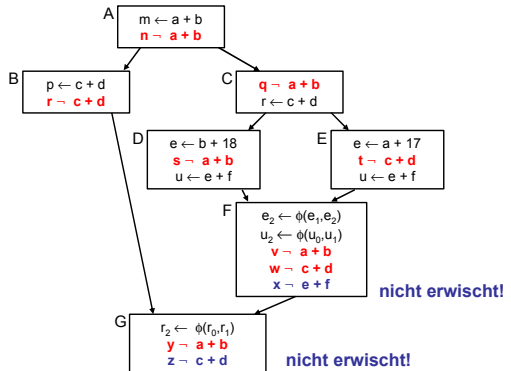 A
m ← a + b
n ¬ a + b
B
p ← c + d
r ¬ c + d
C
q ¬ a + b
r ← c + d
D
e ← b + 18
s ¬ a + b
u ← e + f
E
e ← a + 17
t ¬ c + d
u ← e + f
F
e₂ ← ϕ(e₁,e₂)
u₂ ← ϕ(u₀,u₁)
v ¬ a + b
w ¬ c + d
x ¬ e + f
nicht erwischt!
G
r₂ ← ϕ(r₀,r₁)
y ¬ a + b
z ¬ c + d
nicht erwischt!